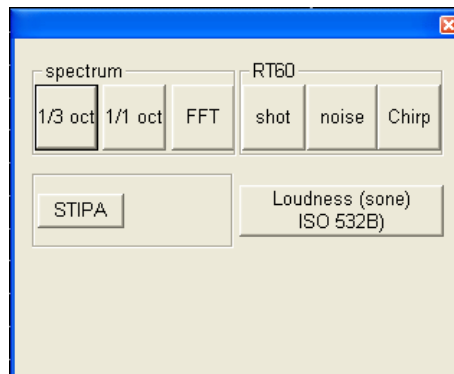 spectrum
1/3 oct 1/1 oct FFT
RT60
shot noise Chirp
STIPA
Loudness (sone)
ISO 532B)